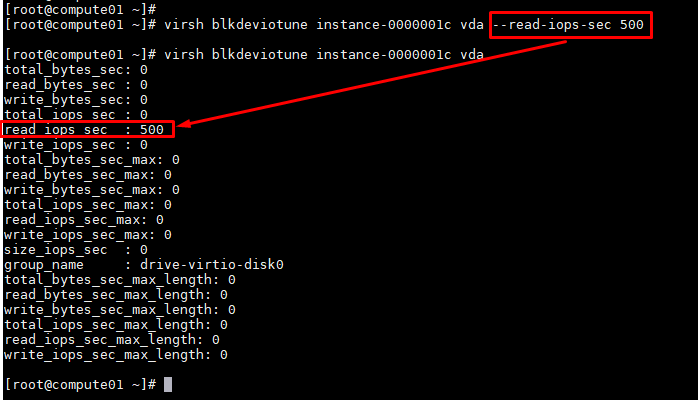 [root@compute01 ~]#
[root@compute01 ~]# virsh blkdeviotune instance-0000001c vda --read-iops-sec 500
[root@compute01 ~]# virsh blkdeviotune instance-0000001c vda
total_bytes_sec: 0
read_bytes_sec : 0
write_bytes_sec: 0
total_iops_sec : 0
read_iops_sec  : 500
write_iops_sec : 0
total_bytes_sec_max: 0
read_bytes_sec_max: 0
write_bytes_sec_max: 0
total_iops_sec_max: 0
read_iops_sec_max: 0
write_iops_sec_max: 0
size_iops_sec  : 0
group_name     : drive-virtio-disk0
total_bytes_sec_max_length: 0
read_bytes_sec_max_length: 0
write_bytes_sec_max_length: 0
total_iops_sec_max_length: 0
read_iops_sec_max_length: 0
write_iops_sec_max_length: 0
[root@compute01 ~]#